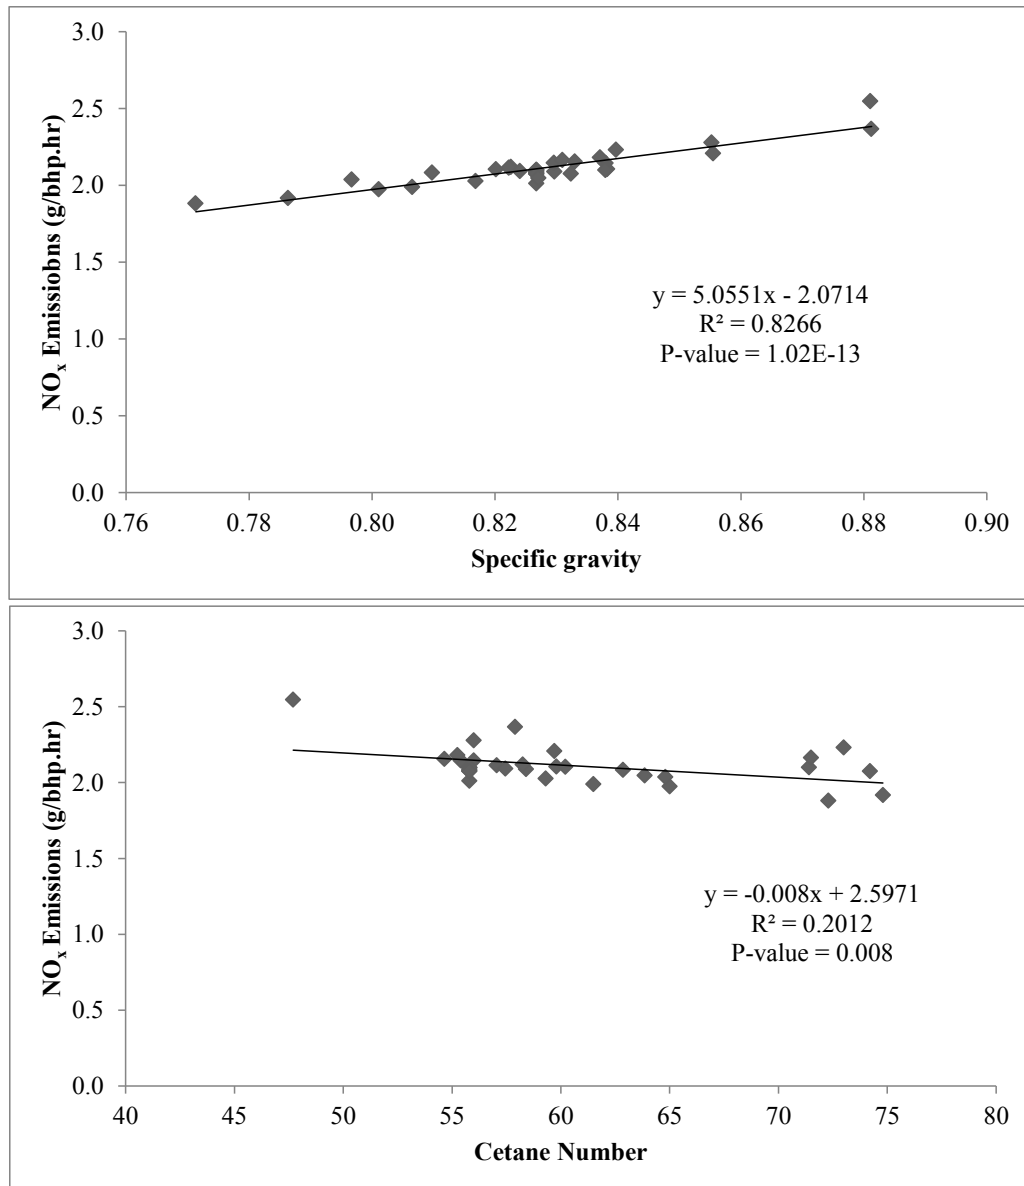 3.0
2.5
2.0
1.5
1.0
0.5
0.0
NOx Emissiobns (g/bhp.hr)
y = 5.0551x - 2.0714
R² = 0.8266
P-value = 1.02E-13
0.76 0.78 0.80 0.82 0.84 0.86 0.88 0.90
Specific gravity
3.0
2.5
2.0
1.5
1.0
0.5
0.0
NOx Emissions (g/bhp.hr)
y = -0.008x + 2.5971
R² = 0.2012
P-value = 0.008
40 45 50 55 60 65 70 75 80
Cetane Number